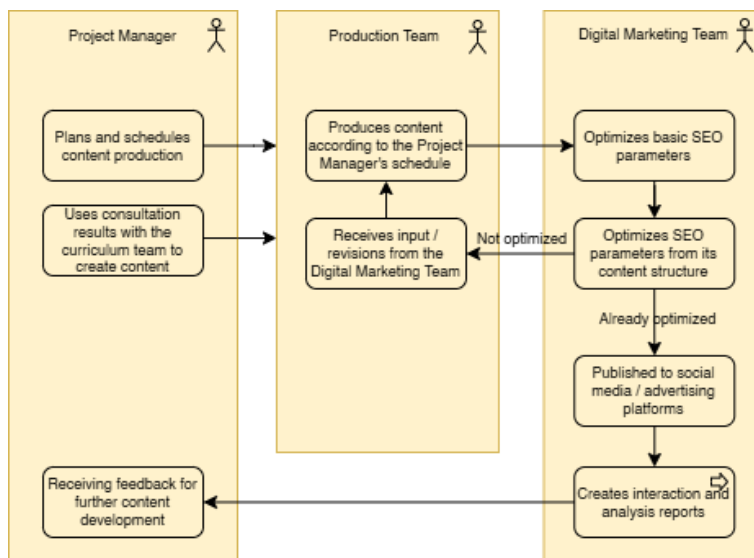 Project Manager
Production Team
Digital Marketing Team
Plans and schedules
content production
Produces content
according to the Project
Manager's schedule
Optimizes basic SEO
parameters
Uses consultation
results with the
curriculum team to
create content
Receives input /
revisions from the
Digital Marketing Team
Not optimized
Optimizes SEO
parameters from its
content structure
Already optimized
Published to social
media / advertising
platforms
Receiving feedback for
further content
development
Creates interaction and
analysis reports